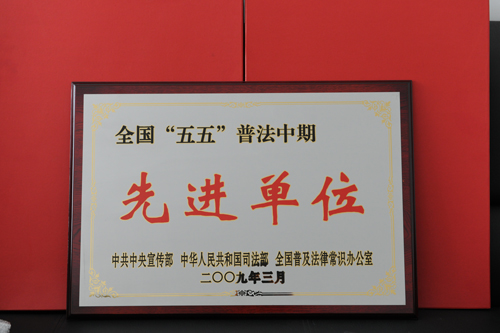 全国“五五”普法中期
先进单位
中共中央宣传部 中华人民共和国司法部 全国普及法律常识办公室
二〇〇九年三月